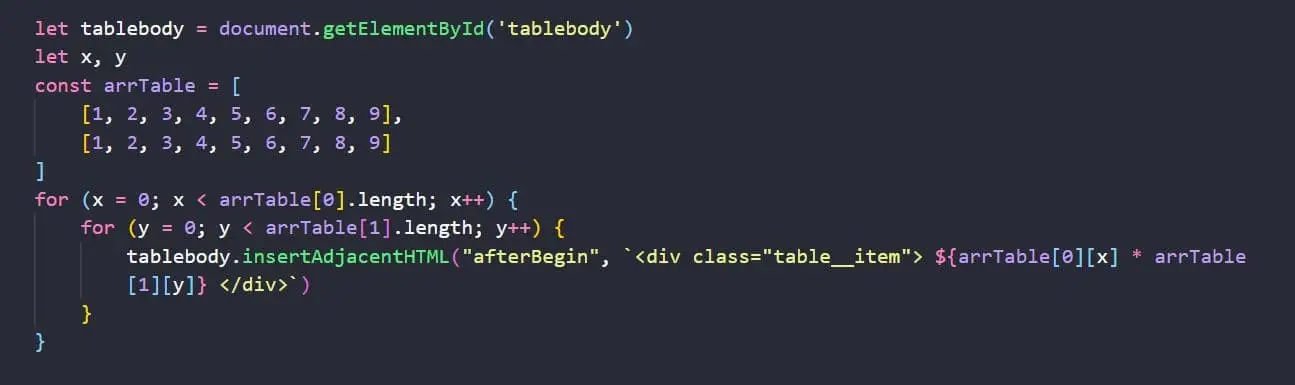 let tablebody = document.getElementById('tablebody')
let x, y
const arrTable = [
    [1, 2, 3, 4, 5, 6, 7, 8, 9],
    [1, 2, 3, 4, 5, 6, 7, 8, 9]
]
for (x = 0; x < arrTable[0].length; x++) {
    for (y = 0; y < arrTable[1].length; y++) {
        tablebody.insertAdjacentHTML("afterBegin", `<div class="table__item"> ${arrTable[0][x] * arrTable
        [1][y]} </div>`)
    }
}